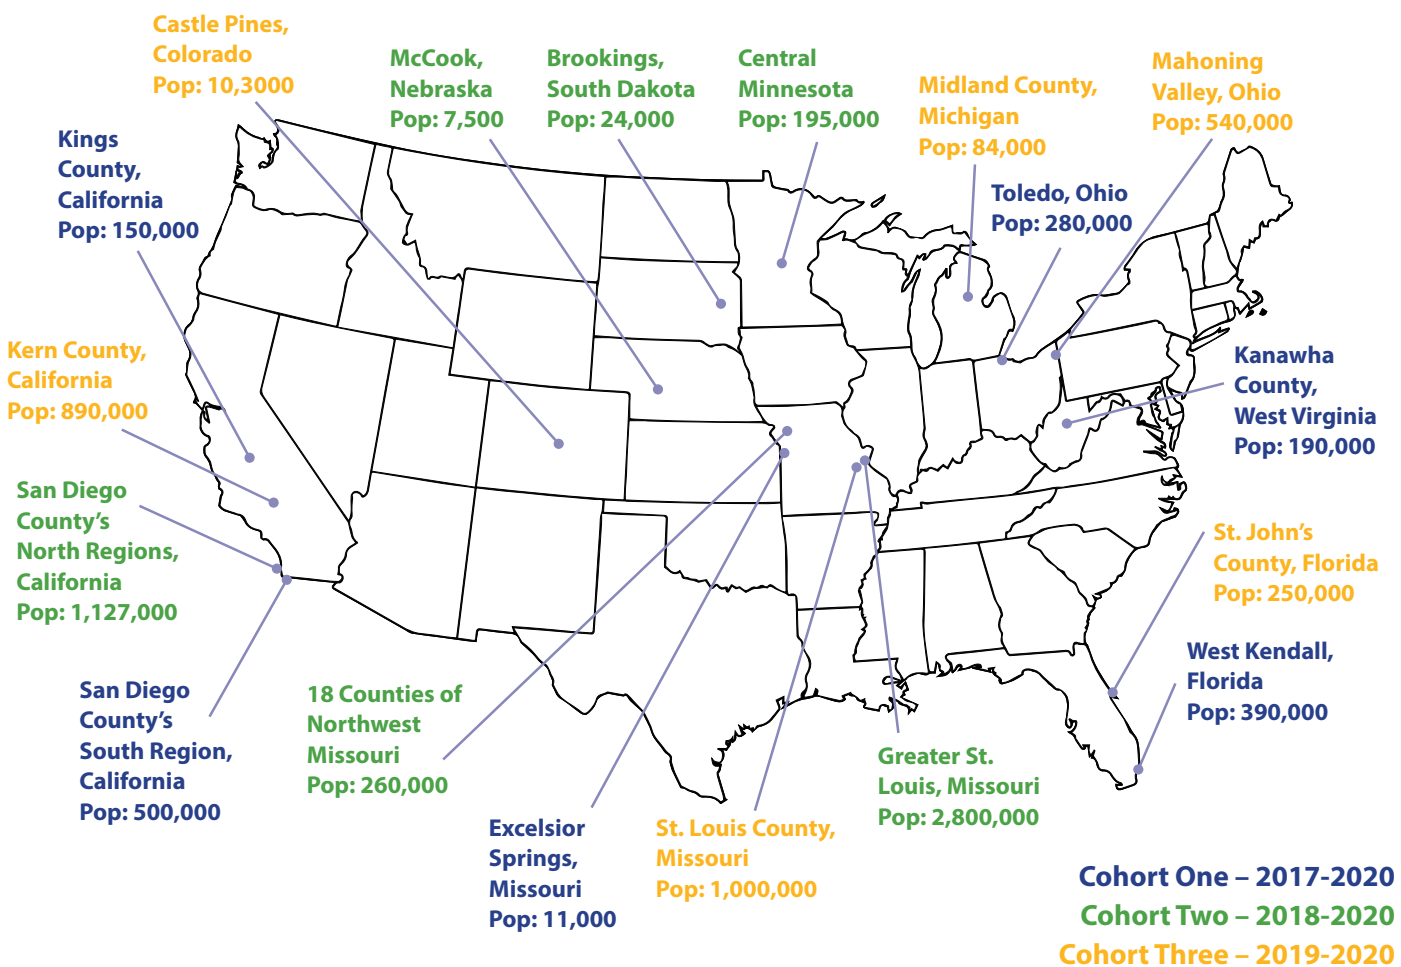 Castle Pines,
Colorado
Pop: 10,3000
McCook,
Nebraska
Pop: 7,500
Brookings,
South Dakota
Pop: 24,000
Central
Minnesota
Pop: 195,000
Midland County,
Michigan
Pop: 84,000
Mahoning
Valley, Ohio
Pop: 540,000
Kings
County,
California
Pop: 150,000
Toledo, Ohio
Pop: 280,000
Kern County,
California
Pop: 890,000
Kanawha
County,
West Virginia
Pop: 190,000
San Diego
County’s
North Regions,
California
Pop: 1,127,000
St. John’s
County, Florida
Pop: 250,000
West Kendall,
Florida
Pop: 390,000
San Diego
County’s
South Region,
California
Pop: 500,000
18 Counties of
Northwest
Missouri
Pop: 260,000
Greater St.
Louis, Missouri
Pop: 2,800,000
Excelsior
Springs,
Missouri
Pop: 11,000
St. Louis County,
Missouri
Pop: 1,000,000
Cohort One – 2017-2020
Cohort Two – 2018-2020
Cohort Three – 2019-2020